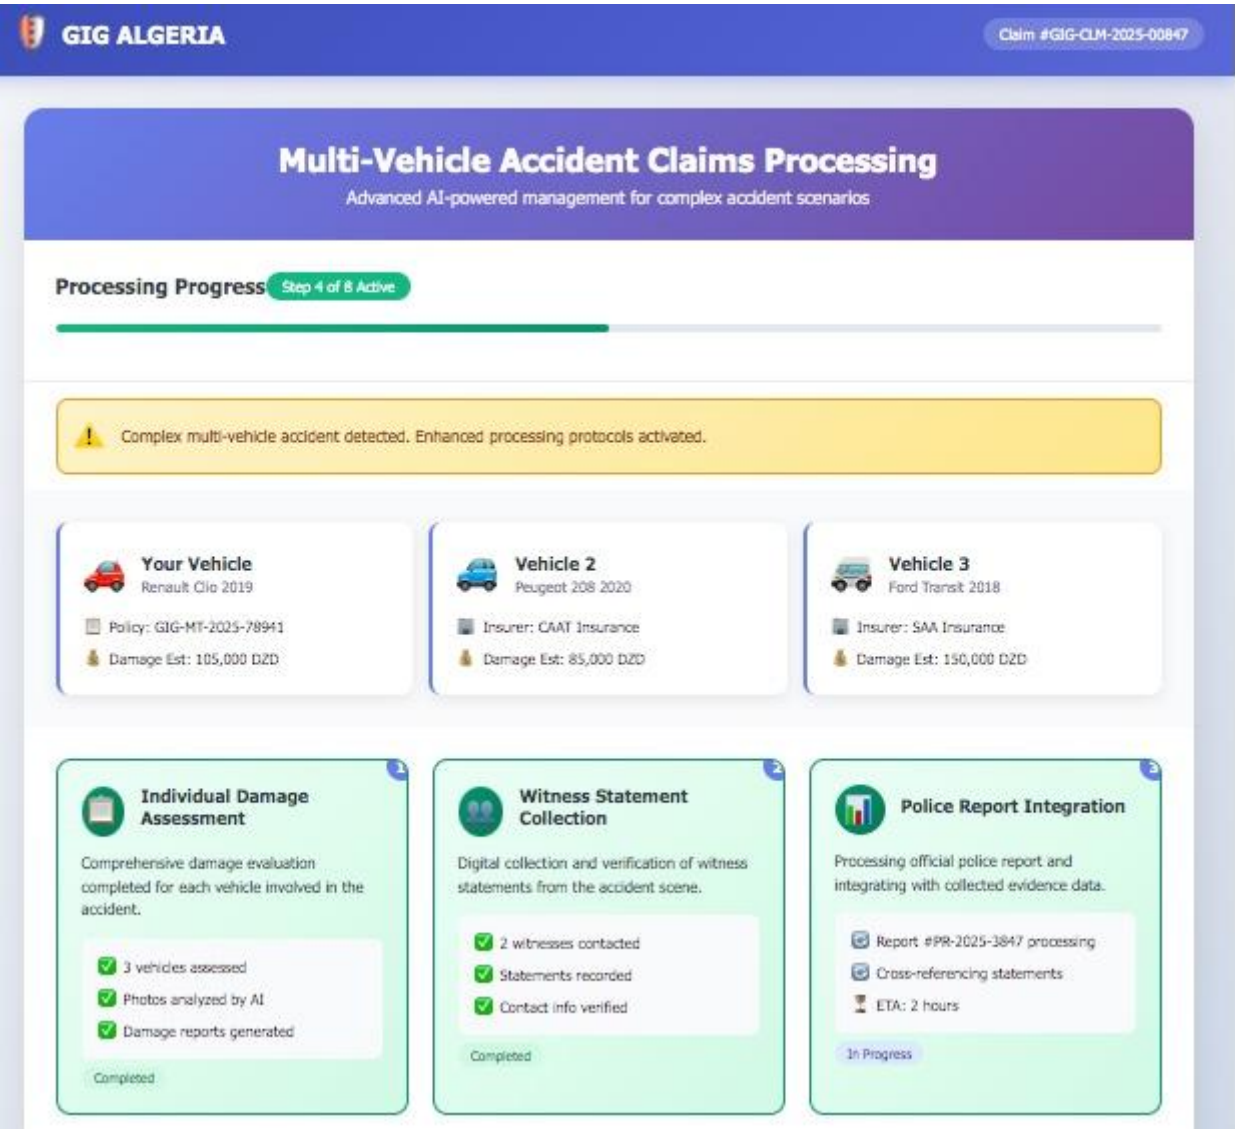 GIG ALGERIA
Claim #GIG-CLM-2025-00847
Multi-Vehicle Accident Claims Processing
Advanced AI-powered management for complex accident scenarios
Processing Progress
Step 4 of 8 Active
Complex multi-vehicle accident detected. Enhanced processing protocols activated.
Your Vehicle
Renault Clio 2019
Policy: GIG-MT-2025-78941
Damage Est: 105,000 DZD
Vehicle 2
Peugeot 208 2020
Insurer: CAAT Insurance
Damage Est: 85,000 DZD
Vehicle 3
Ford Transit 2018
Insurer: SAA Insurance
Damage Est: 150,000 DZD
1
Individual Damage
Assessment
Comprehensive damage evaluation
completed for each vehicle involved in the
accident.
3 vehicles assessed
Photos analyzed by AI
Damage reports generated
Completed
2
Witness Statement
Collection
Digital collection and verification of witness
statements from the accident scene.
2 witnesses contacted
Statements recorded
Contact info verified
Completed
3
Police Report Integration
Processing official police report and
integrating with collected evidence data.
Report #PR-2025-3847 processing
Cross-referencing statements
ETA: 2 hours
In Progress